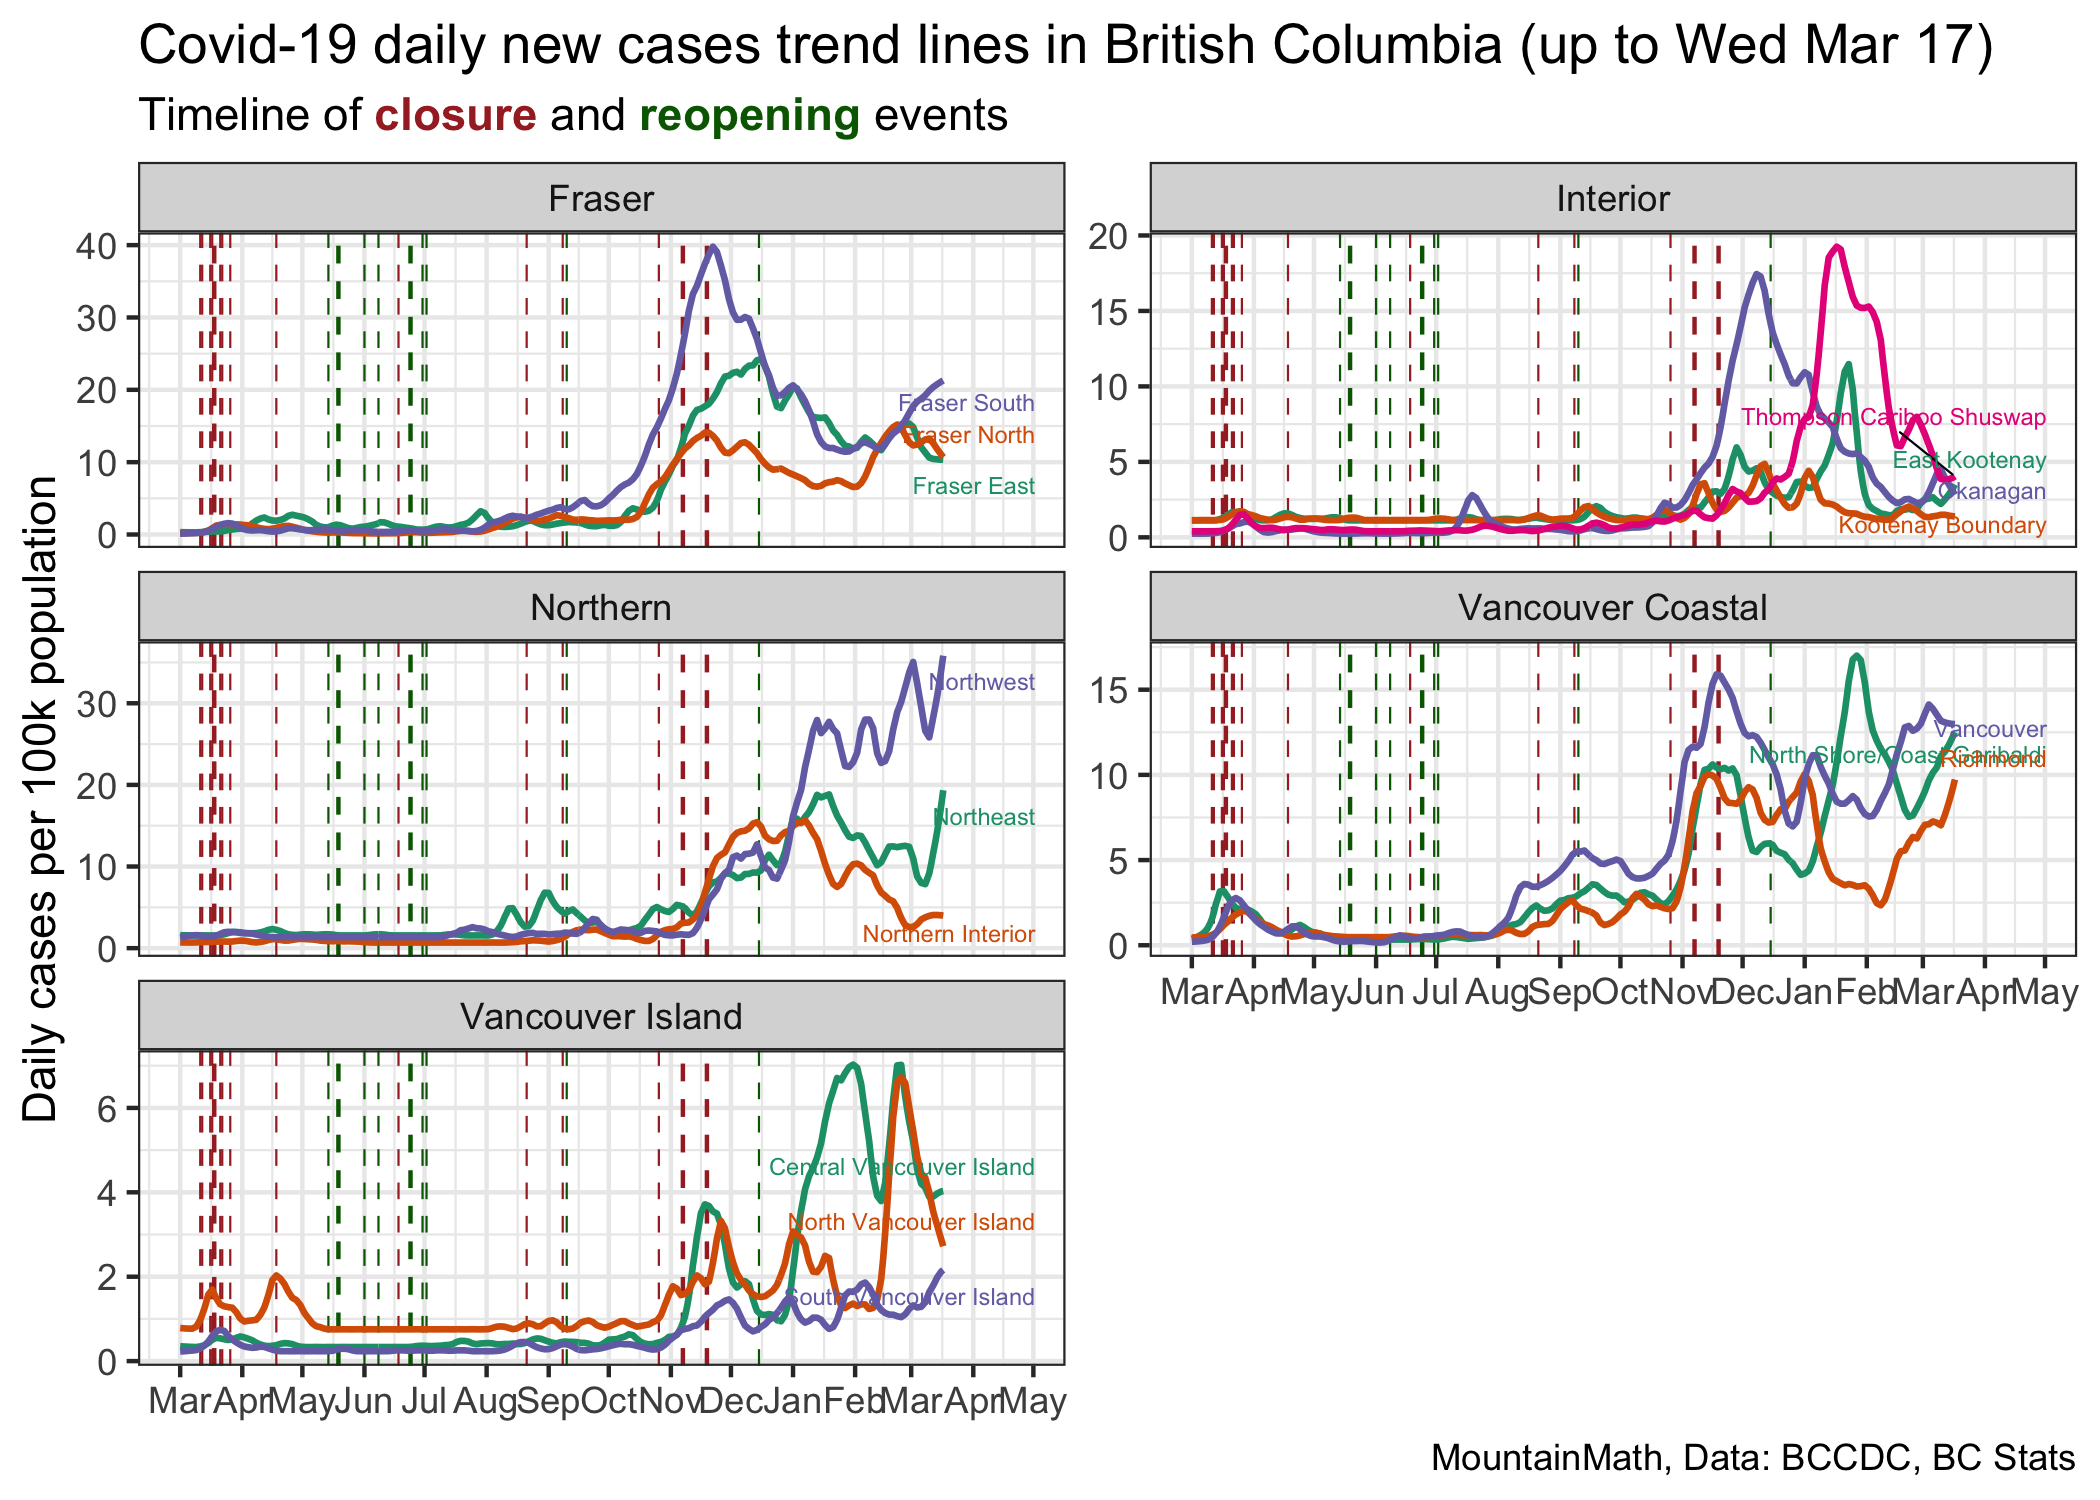 Covid-19 daily new cases trend lines in British Columbia (up to Wed Mar 17)
Timeline of closure and reopening events
Daily cases per 100k population
Fraser
40
30
20
10
0
Fraser South
Fraser North
Fraser East
Interior
20
15
10
5
0
Thompson Cariboo Shuswap
East Kootenay
Okanagan
Kootenay Boundary
Northern
30
20
10
0
Northwest
Northeast
Northern Interior
Vancouver Coastal
15
10
5
0
Vancouver
North Shore/Coast Garibaldi
Richmond
Mar Apr May Jun Jul Aug Sep Oct Nov Dec Jan Feb Mar Apr May
Vancouver Island
6
4
2
0
Central Vancouver Island
North Vancouver Island
South Vancouver Island
Mar Apr May Jun Jul Aug Sep Oct Nov Dec Jan Feb Mar Apr May
MountainMath, Data: BCCDC, BC Stats